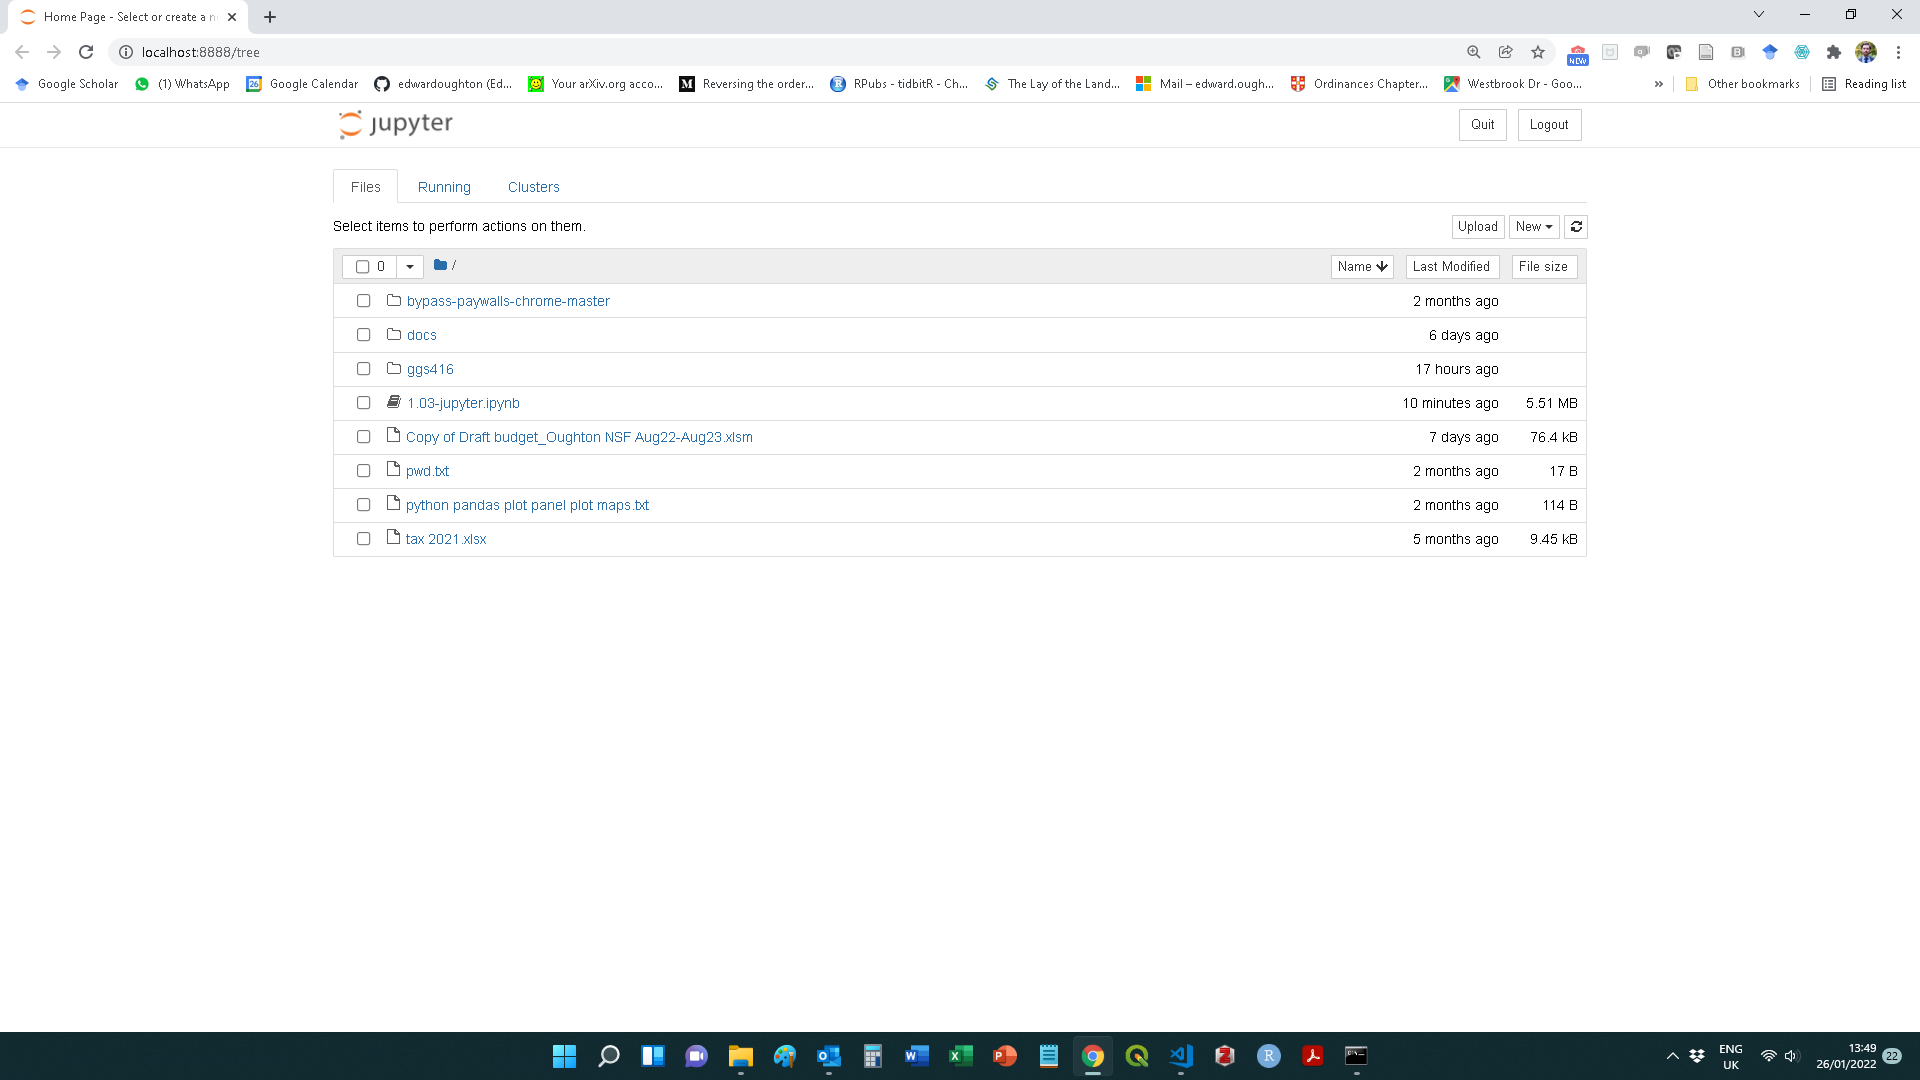 Home Page - Select or create a n
localhost:8888/tree
NEW
Google Scholar
(1) WhatsApp
26
Google Calendar
edwardoughton (Ed...
Your arXiv.org acco...
M
Reversing the order...
R
RPubs - tidbitR - Ch...
The Lay of the Land...
Mail – edward.ough...
Ordinances Chapter...
Westbrook Dr - Goo...
»
Other bookmarks
Reading list
jupyter
Quit
Logout
Files
Running
Clusters
Select items to perform actions on them.
Upload
New
0
/
Name
Last Modified
File size
bypass-paywalls-chrome-master
2 months ago
docs
6 days ago
ggs416
17 hours ago
1.03-jupyter.ipynb
10 minutes ago
5.51 MB
Copy of Draft budget_Oughton NSF Aug22-Aug23.xlsm
7 days ago
76.4 kB
pwd.txt
2 months ago
17 B
python pandas plot panel plot maps.txt
2 months ago
114 B
tax 2021.xlsx
5 months ago
9.45 kB
ENG
UK
13:49
26/01/2022
22